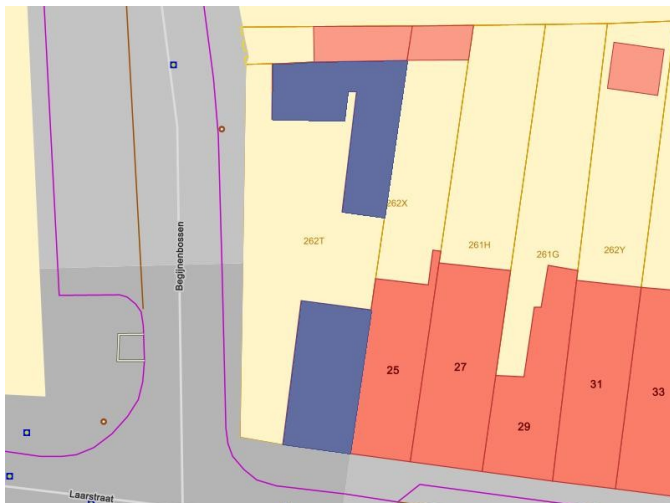 Begijnenbossen
262X
262T
261H
261G
262Y
25
27
31
33
29
Laarstraat